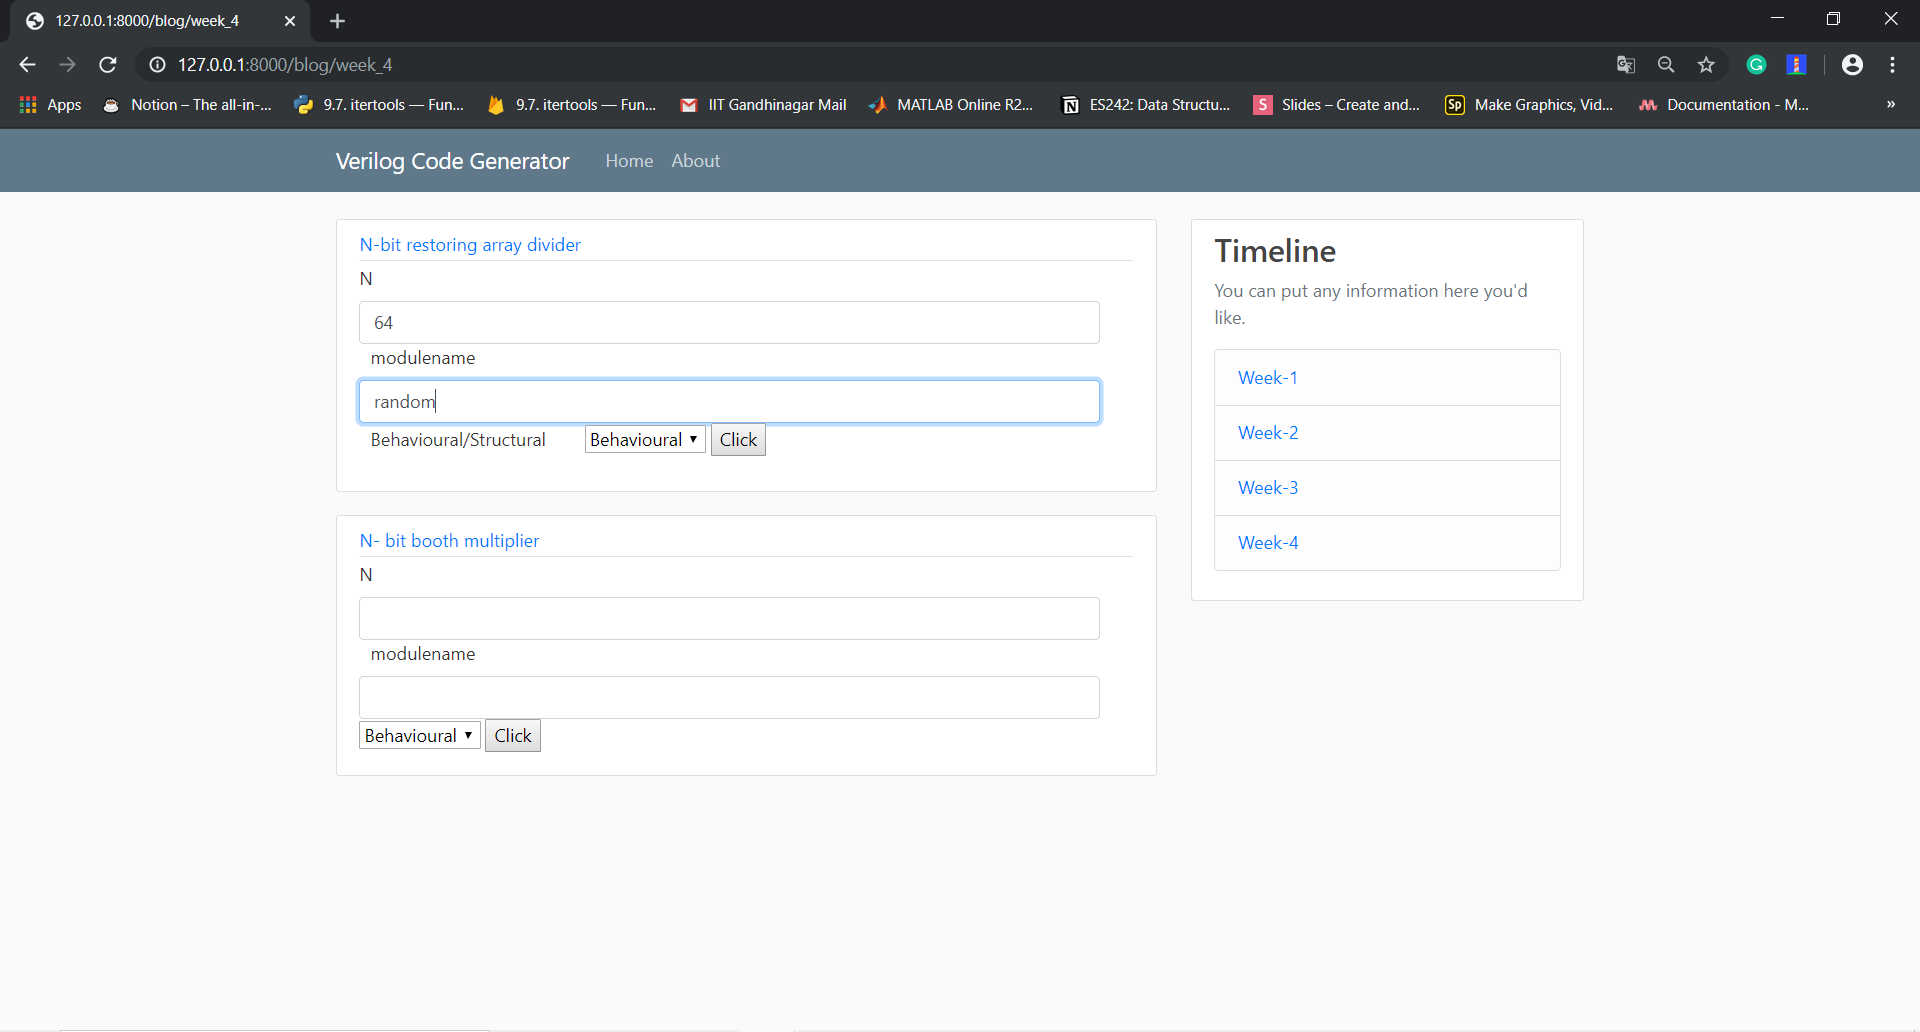 127.0.0.1:8000/blog/week_4
127.0.0.1:8000/blog/week_4
Apps Notion – The all-in-... 9.7. itertools — Fun... 9.7. itertools — Fun... IIT Gandhinagar Mail MATLAB Online R2... ES242: Data Structu... S Slides – Create and... Sp Make Graphics, Vid... Documentation - M... »
Verilog Code Generator Home About
N-bit restoring array divider
N
64
modulename
random
Behavioural/Structural Behavioural Click
N- bit booth multiplier
N
modulename
Behavioural Click
Timeline
You can put any information here you'd
like.
Week-1
Week-2
Week-3
Week-4